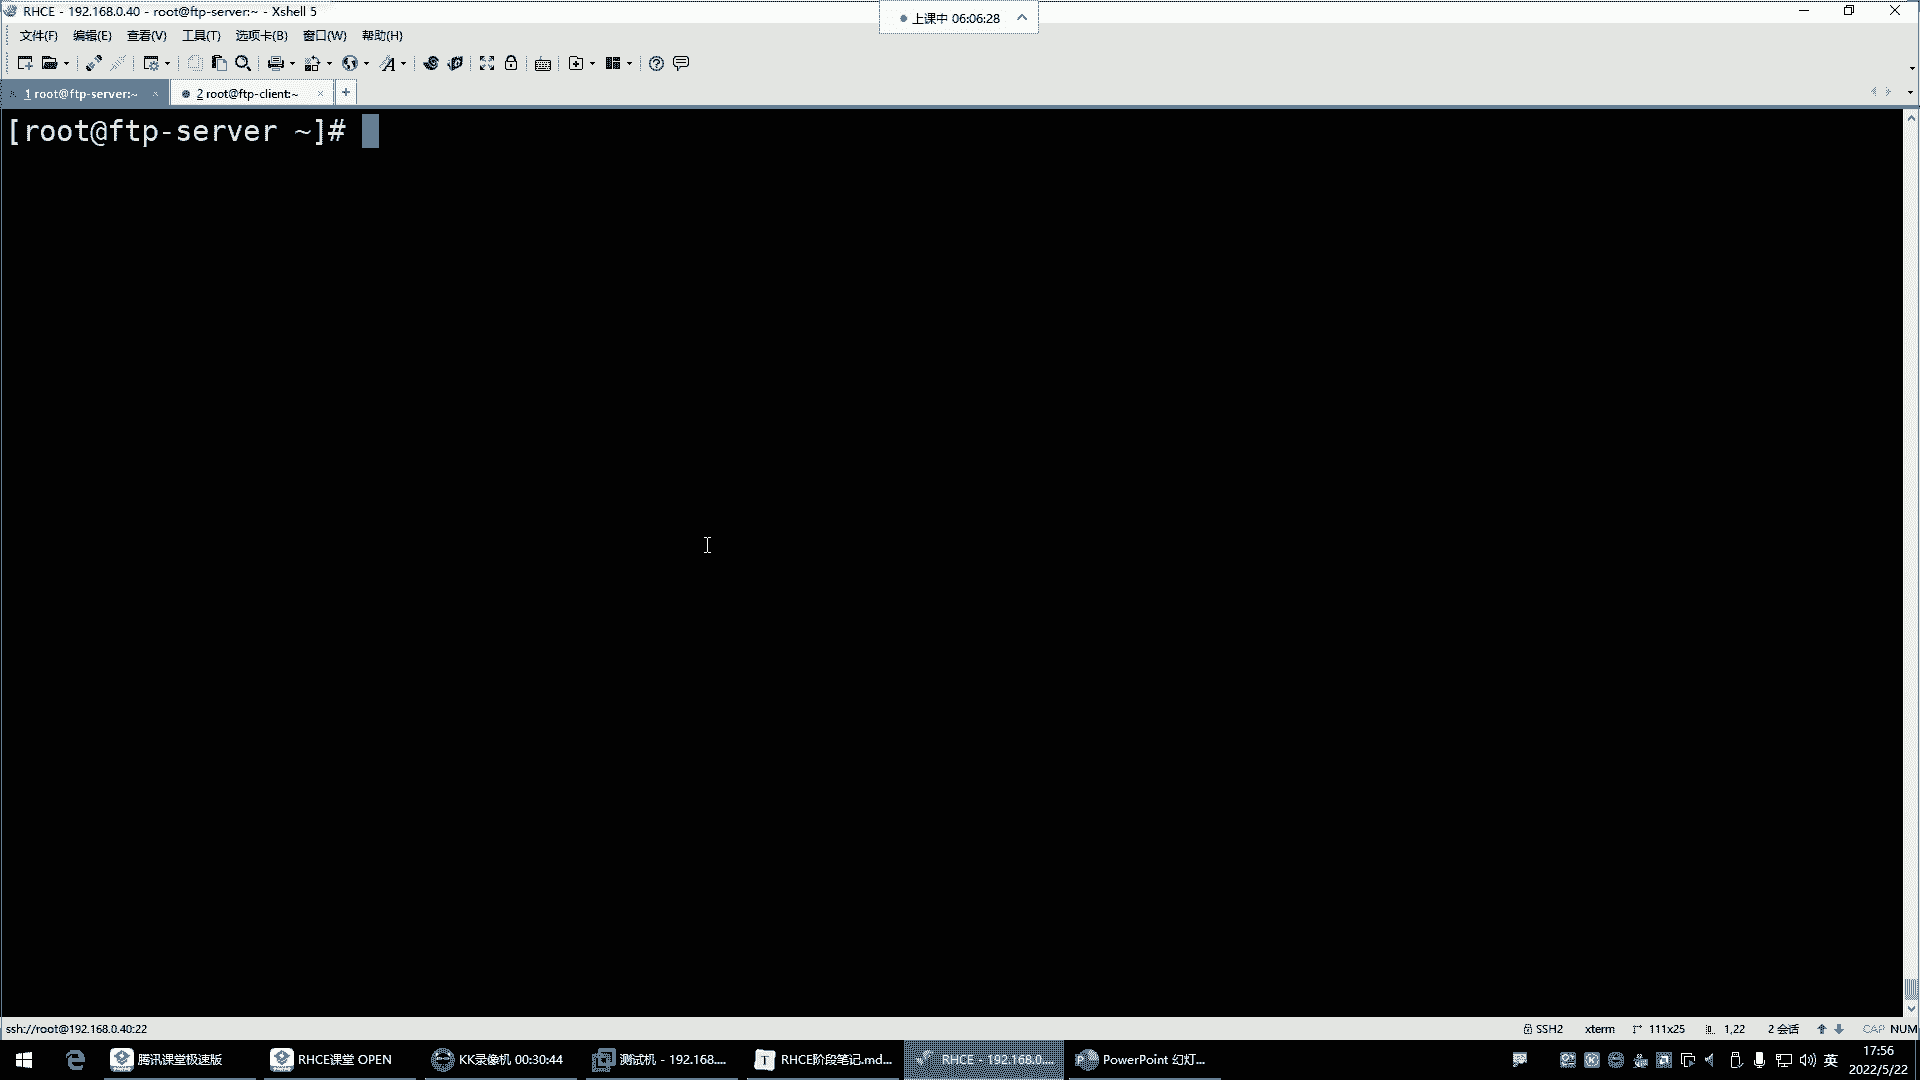 RHCE - 192.168.0.40 - root@ftp-server:~ - Xshell 5
上课中 06:06:28
文件(F) 编辑(E) 查看(V) 工具(T) 选项卡(B) 窗口(W) 帮助(H)
1 root@ftp-server:~ 2 root@ftp-client:~
[root@ftp-server ~]#
ssh://root@192.168.0.40:22 SSH2 xterm 111x25 1,22 2 会话 CAP NUM
腾讯课堂极速版 RHCE课堂 OPEN KK录像机 00:30:44 测试机 - 192.168.... RHCE阶段笔记.md... RHCE - 192.168.0.... PowerPoint 幻灯... 英 17:56
2022/5/22